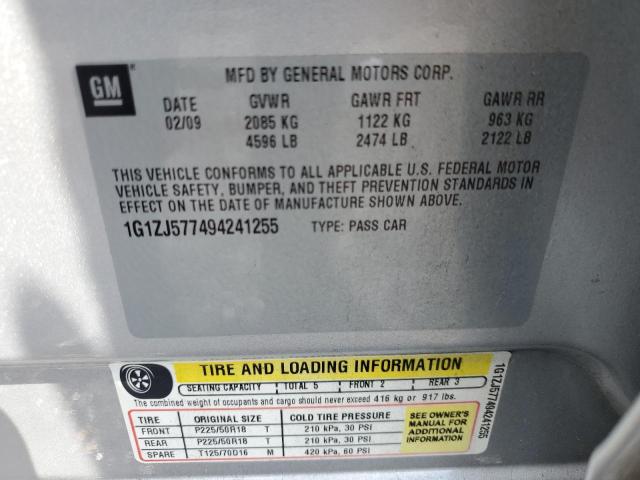 GM
MFD BY GENERAL MOTORS CORP.
DATE GVWR GAWR FRT GAWR RR
02/09 2085 KG 1122 KG 963 KG
4596 LB 2474 LB 2122 LB
THIS VEHICLE CONFORMS TO ALL APPLICABLE U.S. FEDERAL MOTOR
VEHICLE SAFETY, BUMPER, AND THEFT PREVENTION STANDARDS IN
EFFECT ON THE DATE OF MANUFACTURE SHOWN ABOVE.
1G1ZJ577494241255 TYPE: PASS CAR
TIRE AND LOADING INFORMATION
SEATING CAPACITY TOTAL 5 FRONT 2 REAR 3
The combined weight of occupants and cargo should never exceed 416 kg or 917 lbs.
TIRE ORIGINAL SIZE COLD TIRE PRESSURE
FRONT P225/50R18 T 210 kPa, 30 PSI
REAR P225/50R18 T 210 kPa, 30 PSI
SPARE T125/70D16 M 420 kPa, 60 PSI
SEE OWNER'S
MANUAL FOR
ADDITIONAL
INFORMATION
1G1ZJ577494241255